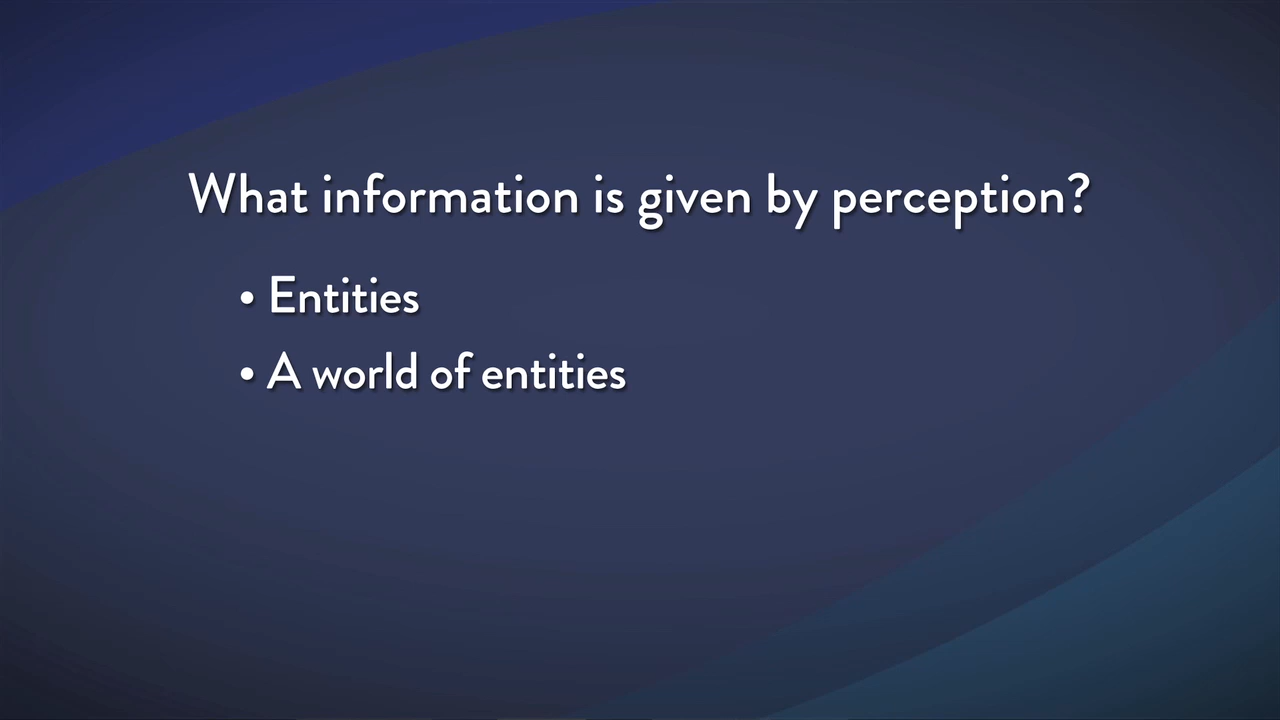 What information is given by perception?
• Entities
• A world of entities